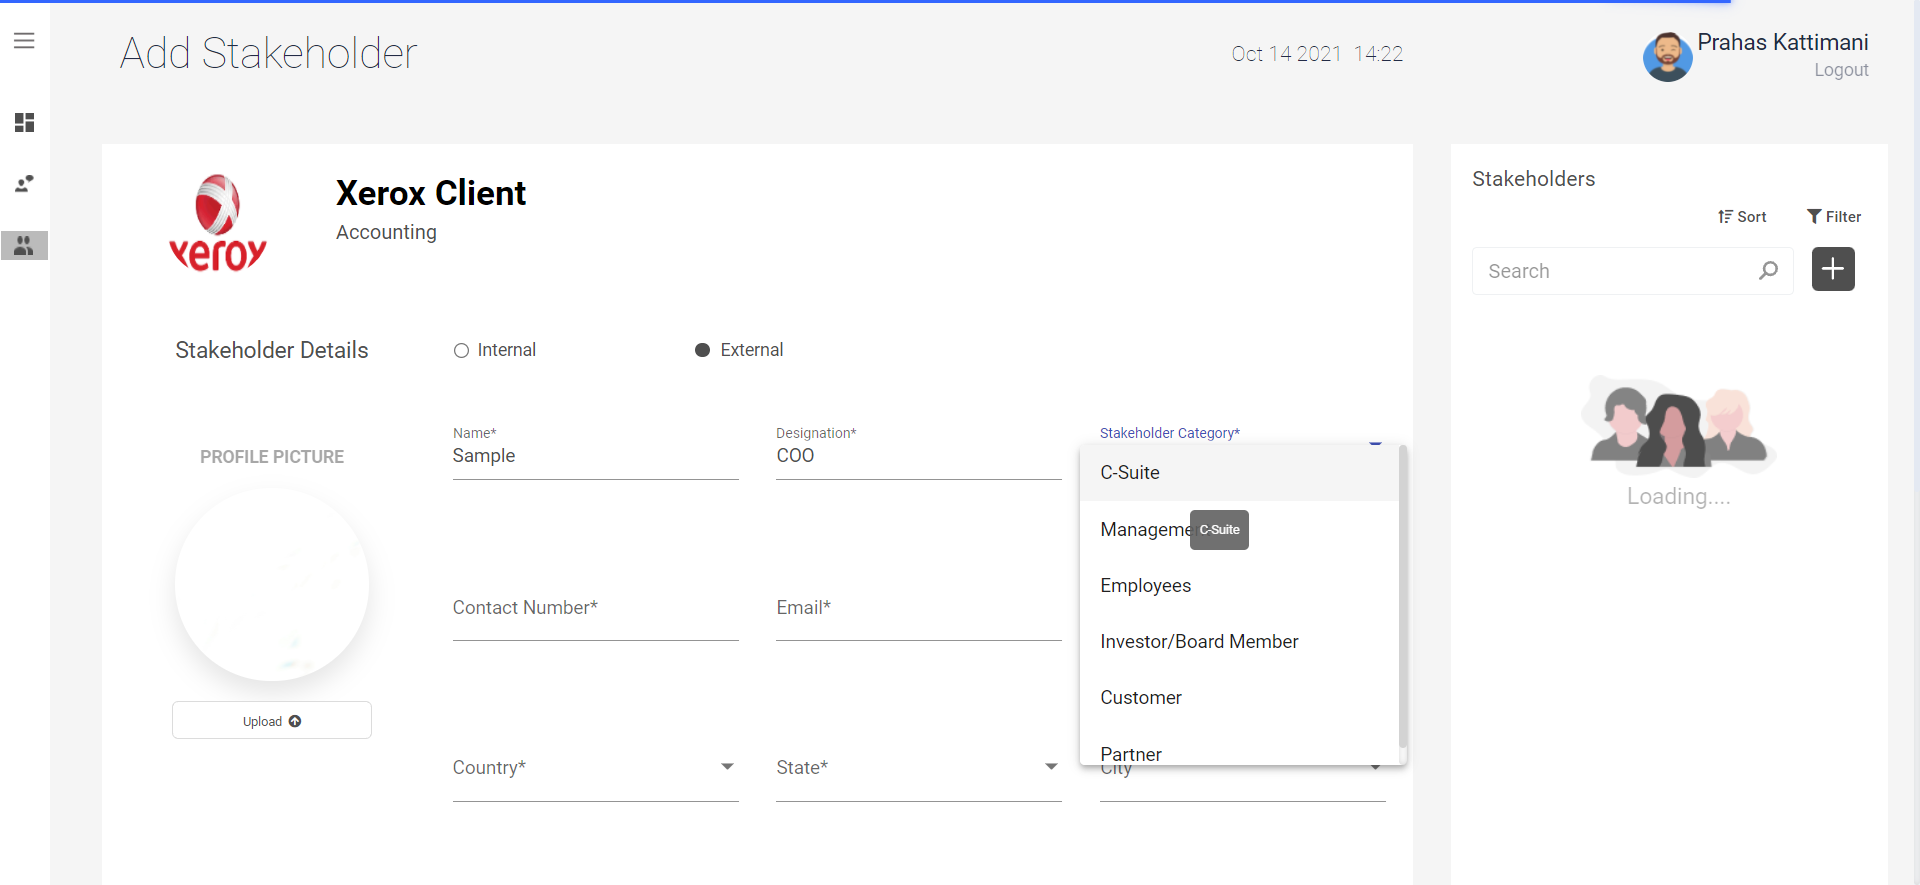 Add Stakeholder
Oct 14 2021 14:22
Prahas Kattimani
Logout
xeroy
Xerox Client
Accounting
Stakeholder Details
Internal
External
PROFILE PICTURE
Upload
Name*
Sample
Designation*
COO
Stakeholder Category*
C-Suite
Managemen
C-Suite
Employees
Investor/Board Member
Customer
Partner
Contact Number*
Email*
Country*
State*
City
Stakeholders
Sort
Filter
Search
Loading....